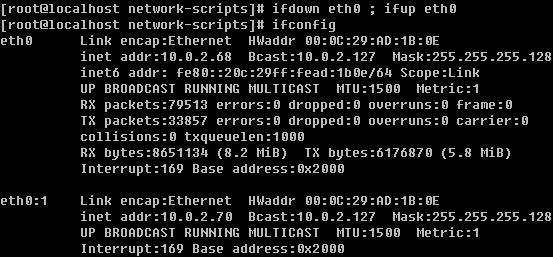 [root@localhost network-scripts]# ifdown eth0 ; ifup eth0
[root@localhost network-scripts]# ifconfig
eth0      Link encap:Ethernet  HWaddr 00:0C:29:AD:1B:0E
          inet addr:10.0.2.68  Bcast:10.0.2.127  Mask:255.255.255.128
          inet6 addr: fe80::20c:29ff:fead:1b0e/64 Scope:Link
          UP BROADCAST RUNNING MULTICAST  MTU:1500  Metric:1
          RX packets:79513 errors:0 dropped:0 overruns:0 frame:0
          TX packets:33857 errors:0 dropped:0 overruns:0 carrier:0
          collisions:0 txqueuelen:1000
          RX bytes:8651134 (8.2 MiB)  TX bytes:6176870 (5.8 MiB)
          Interrupt:169 Base address:0x2000
eth0:1    Link encap:Ethernet  HWaddr 00:0C:29:AD:1B:0E
          inet addr:10.0.2.70  Bcast:10.0.2.127  Mask:255.255.255.128
          UP BROADCAST RUNNING MULTICAST  MTU:1500  Metric:1
          Interrupt:169 Base address:0x2000